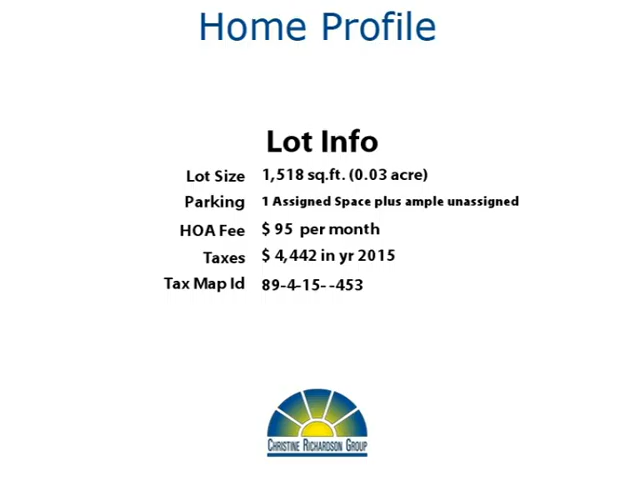 Home Profile
Lot Info
Lot Size 1,518 sq.ft. (0.03 acre)
Parking 1 Assigned Space plus ample unassigned
HOA Fee $ 95 per month
Taxes $ 4,442 in yr 2015
Tax Map Id 89-4-15- -453
Christine Richardson Group